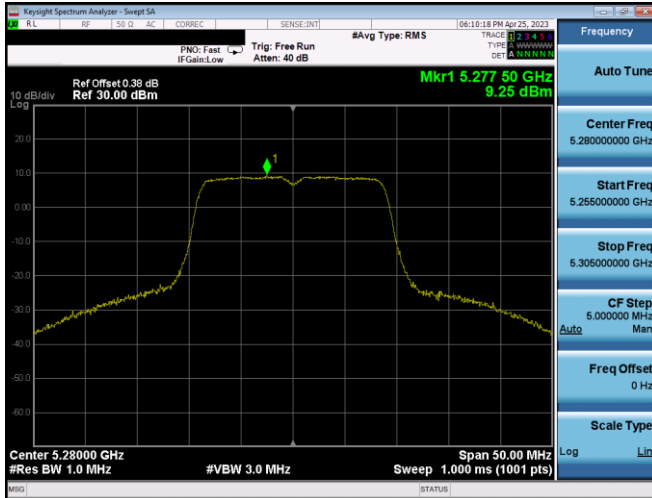 Keysight Spectrum Analyzer - Swept SA
RL RF 50 Ω AC CORREC SENSE:INT 06:10:18 PM Apr 25, 2023
#Avg Type: RMS TRACE 1 2 3 4 5 6
PNO: Fast Trig: Free Run TYPE A WWWWW
IFGain:Low Atten: 40 dB DET A N N N N N
Mkr1 5.277 50 GHz
Ref Offset 0.38 dB
10 dB/div Ref 30.00 dBm 9.25 dBm
Log
1
20.0
10.0
0.00
-10.0
-20.0
-30.0
-40.0
-50.0
-60.0
Center 5.28000 GHz Span 50.00 MHz
#Res BW 1.0 MHz #VBW 3.0 MHz Sweep 1.000 ms (1001 pts)
MSG STATUS
Frequency
Auto Tune
Center Freq
5.280000000 GHz
Start Freq
5.255000000 GHz
Stop Freq
5.305000000 GHz
CF Step
5.000000 MHz
Auto Man
Freq Offset
0 Hz
Scale Type
Log Lin